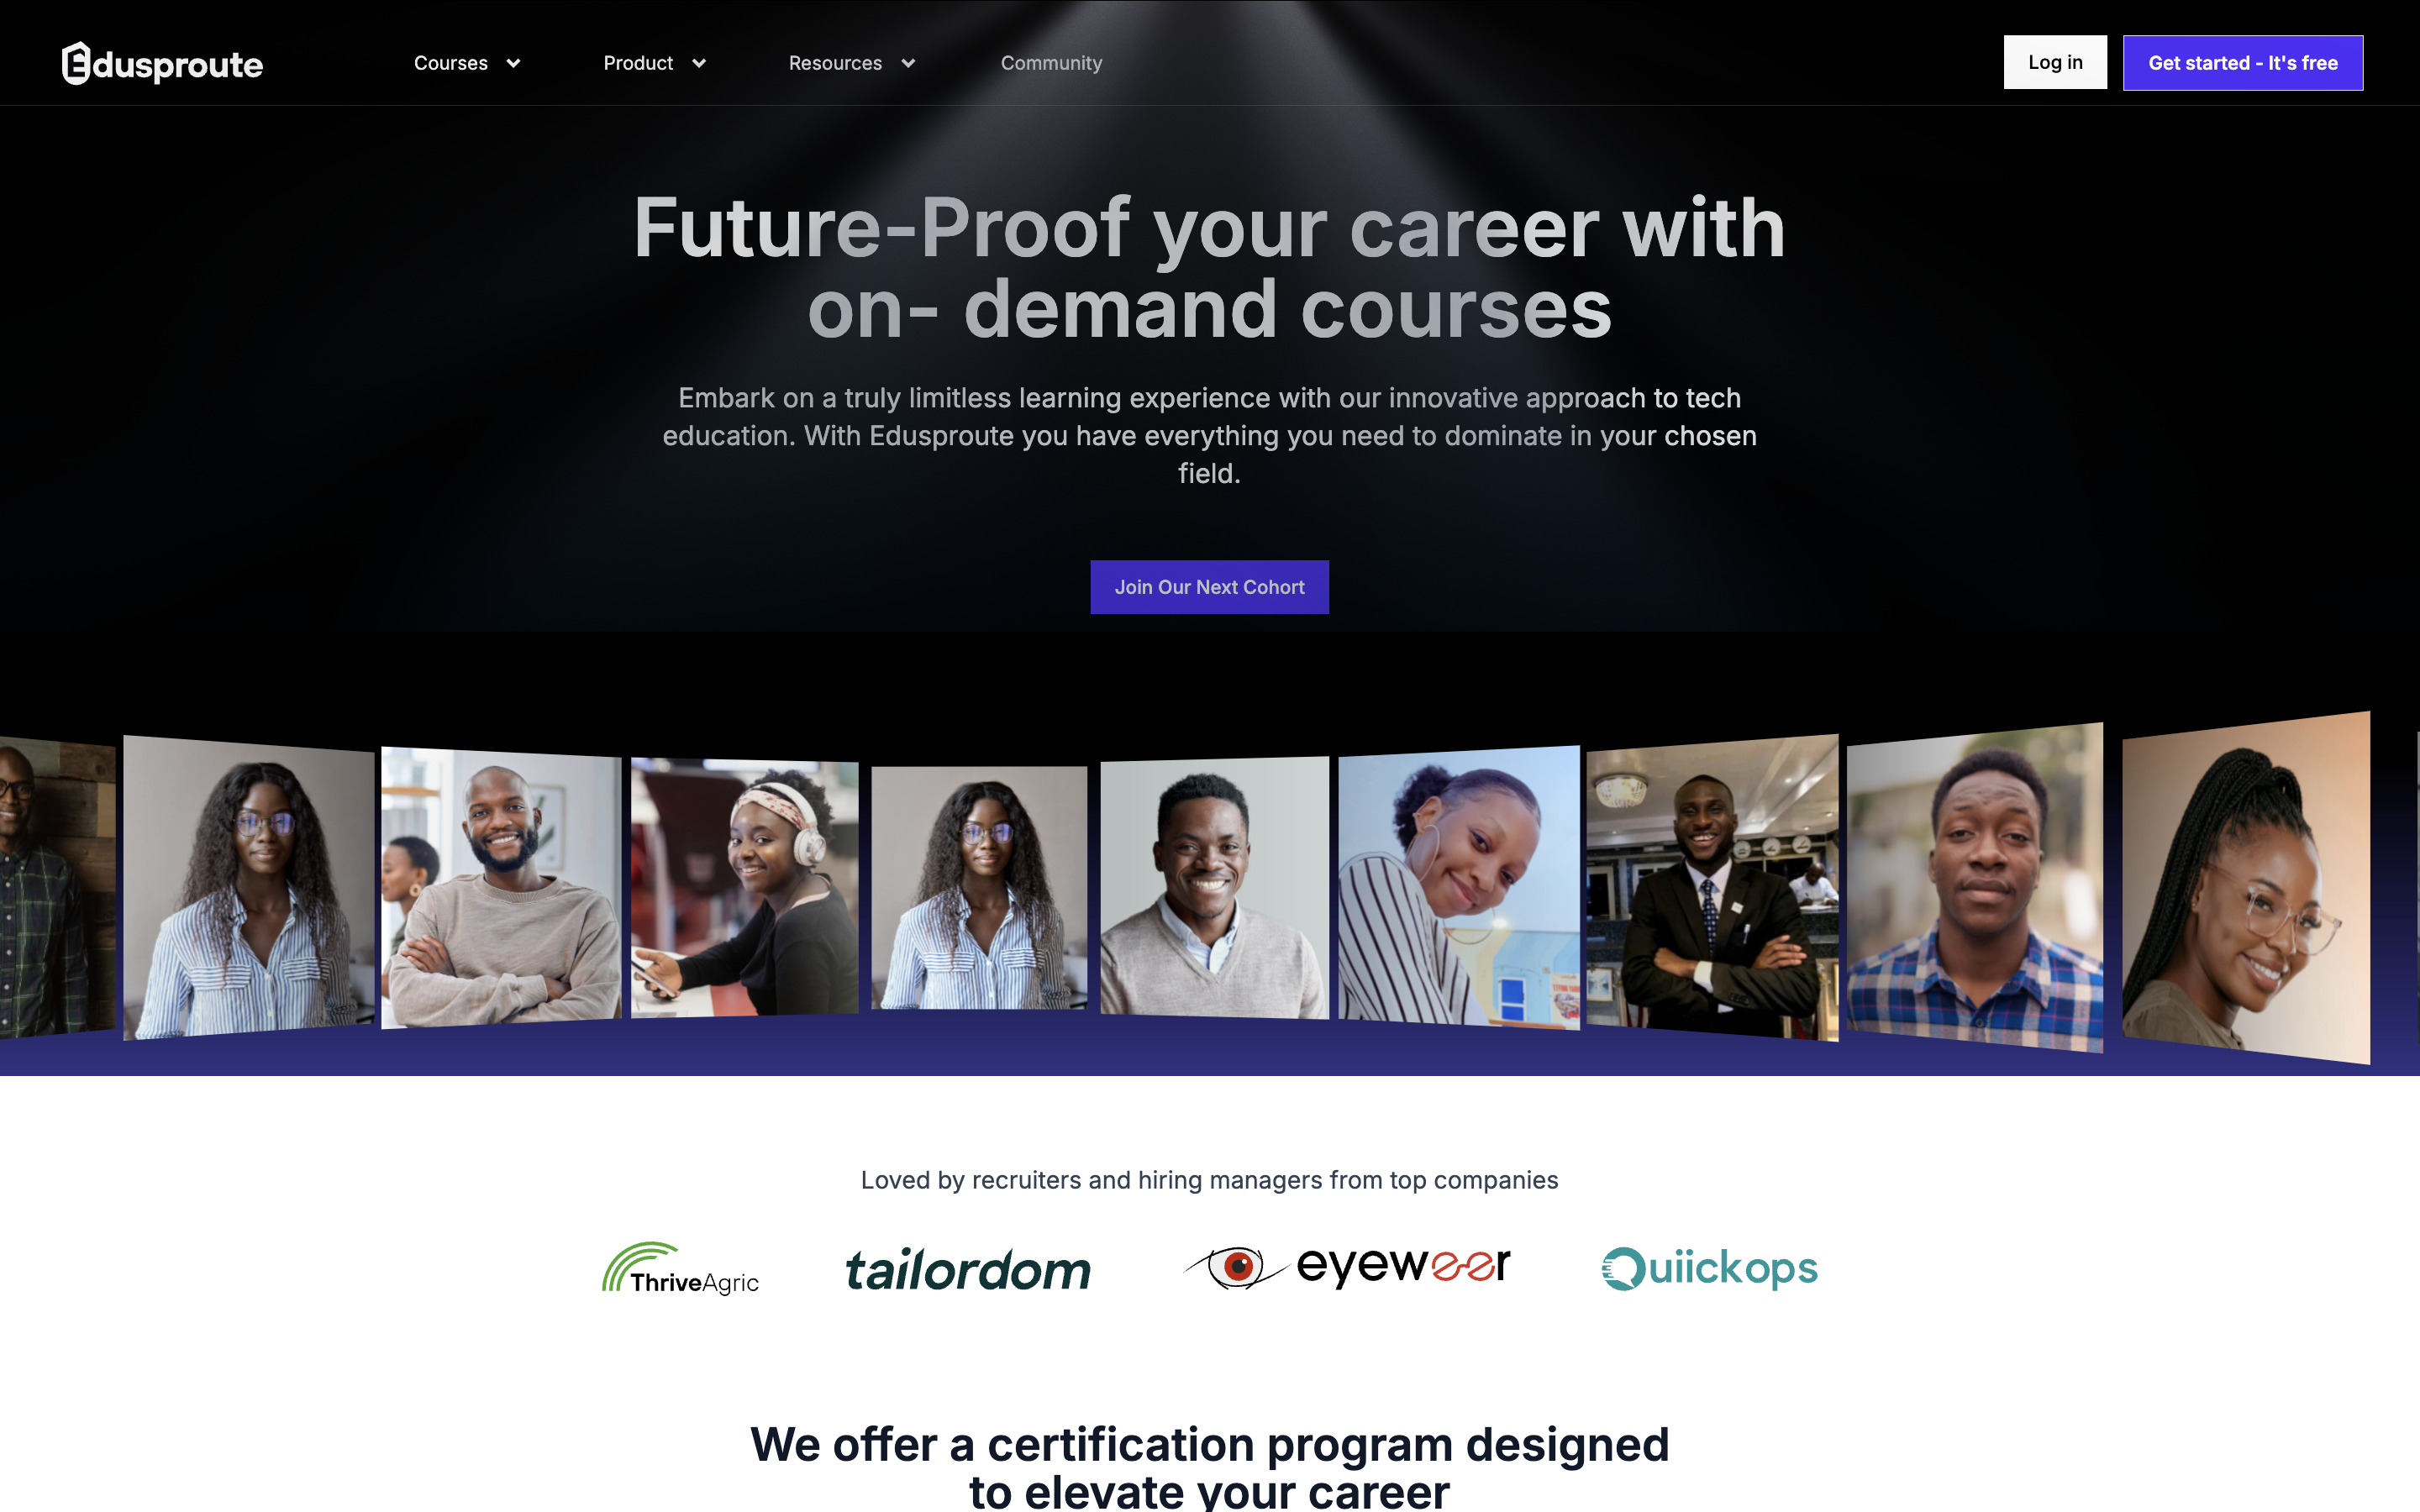 Edusproute
Courses
Product
Resources
Community
Log in
Get started - It's free
Future-Proof your career with
on- demand courses
Embark on a truly limitless learning experience with our innovative approach to tech
education. With Edusproute you have everything you need to dominate in your chosen
field.
Join Our Next Cohort
Loved by recruiters and hiring managers from top companies
ThriveAgric
tailordom
eyeweer
Quiickops
We offer a certification program designed
to elevate your career